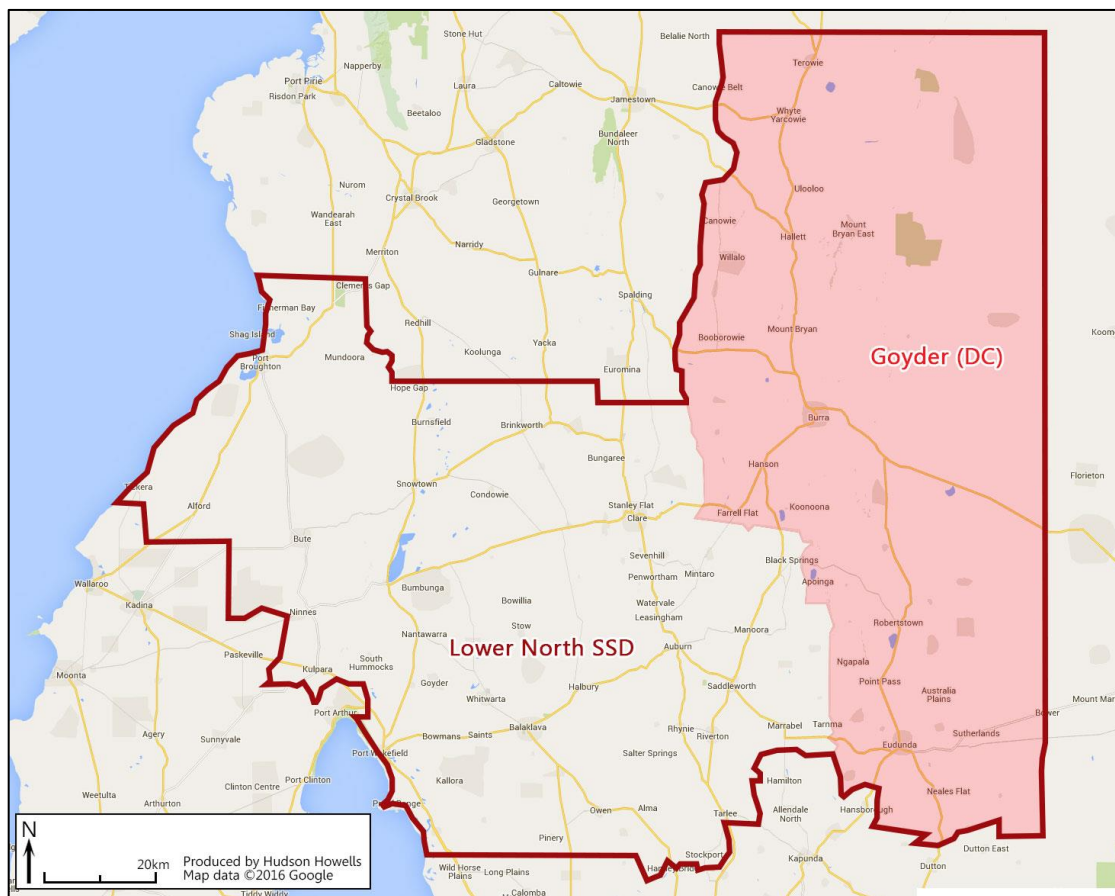 Stone Hut
Belalie North
Napperby
Terowie
Port Pirie
Laura
Caltowie
Canowie Belt
Risdon Park
Jamestown
Beetaloo
Whyte
Yarcowie
Bundaleer
North
Gladstone
Nurom
Ulooloo
Crystal Brook
Georgetown
Wandearah
East
Canowie
Mount
Bryan East
Hallett
Narridy
Merriton
Willalo
Gulnare
Clements Gap
Spalding
Fisherman Bay
Redhill
Mount Bryan
Shag Island
Yacka
Booborowie
Koolunga
Mundoora
Port
Broughton
Goyder (DC)
Euromina
Hope Gap
Burra
Burnsfield
Brinkworth
Bungaree
Hanson
Florieton
Snowtown
Condowie
Alford
Stanley Flat
Farrell Flat
Koonoona
Clare
Bute
Sevenhill
Black Springs
Wallaroo
Penwortham
Mintaro
Apoinga
Kadina
Bumbunga
Bowillia
Watervale
Ninnes
Stow
Leasingham
Robertstown
Nantawarra
Manoora
Lower North SSD
Auburn
Paskeville
South
Hummocks
Ngapala
Kulpara
Moonta
Goyder
Halbury
Saddleworth
Point Pass
Whitwarta
Australia
Plains
Port Arthur
Rhynie
Marrabel
Tarnma
Bower
Agery
Sunnyvale
Bowmans
Saints
Balaklava
Riverton
Sutherlands
Port Wakefield
Salter Springs
Eudunda
Port Clinton
Kallora
Hamilton
Clinton Centre
Neales Flat
Weetulta
Arthurton
Owen
Alma
Tarlee
Allendale
North
Hansborough
Pinery
Stockport
Dutton East
Kapunda
Dutton
Wild Horse
Plains
Long Plains
Calomba
N
20km
Produced by Hudson Howells
Map data ©2016 Google
Tiddy Widdy